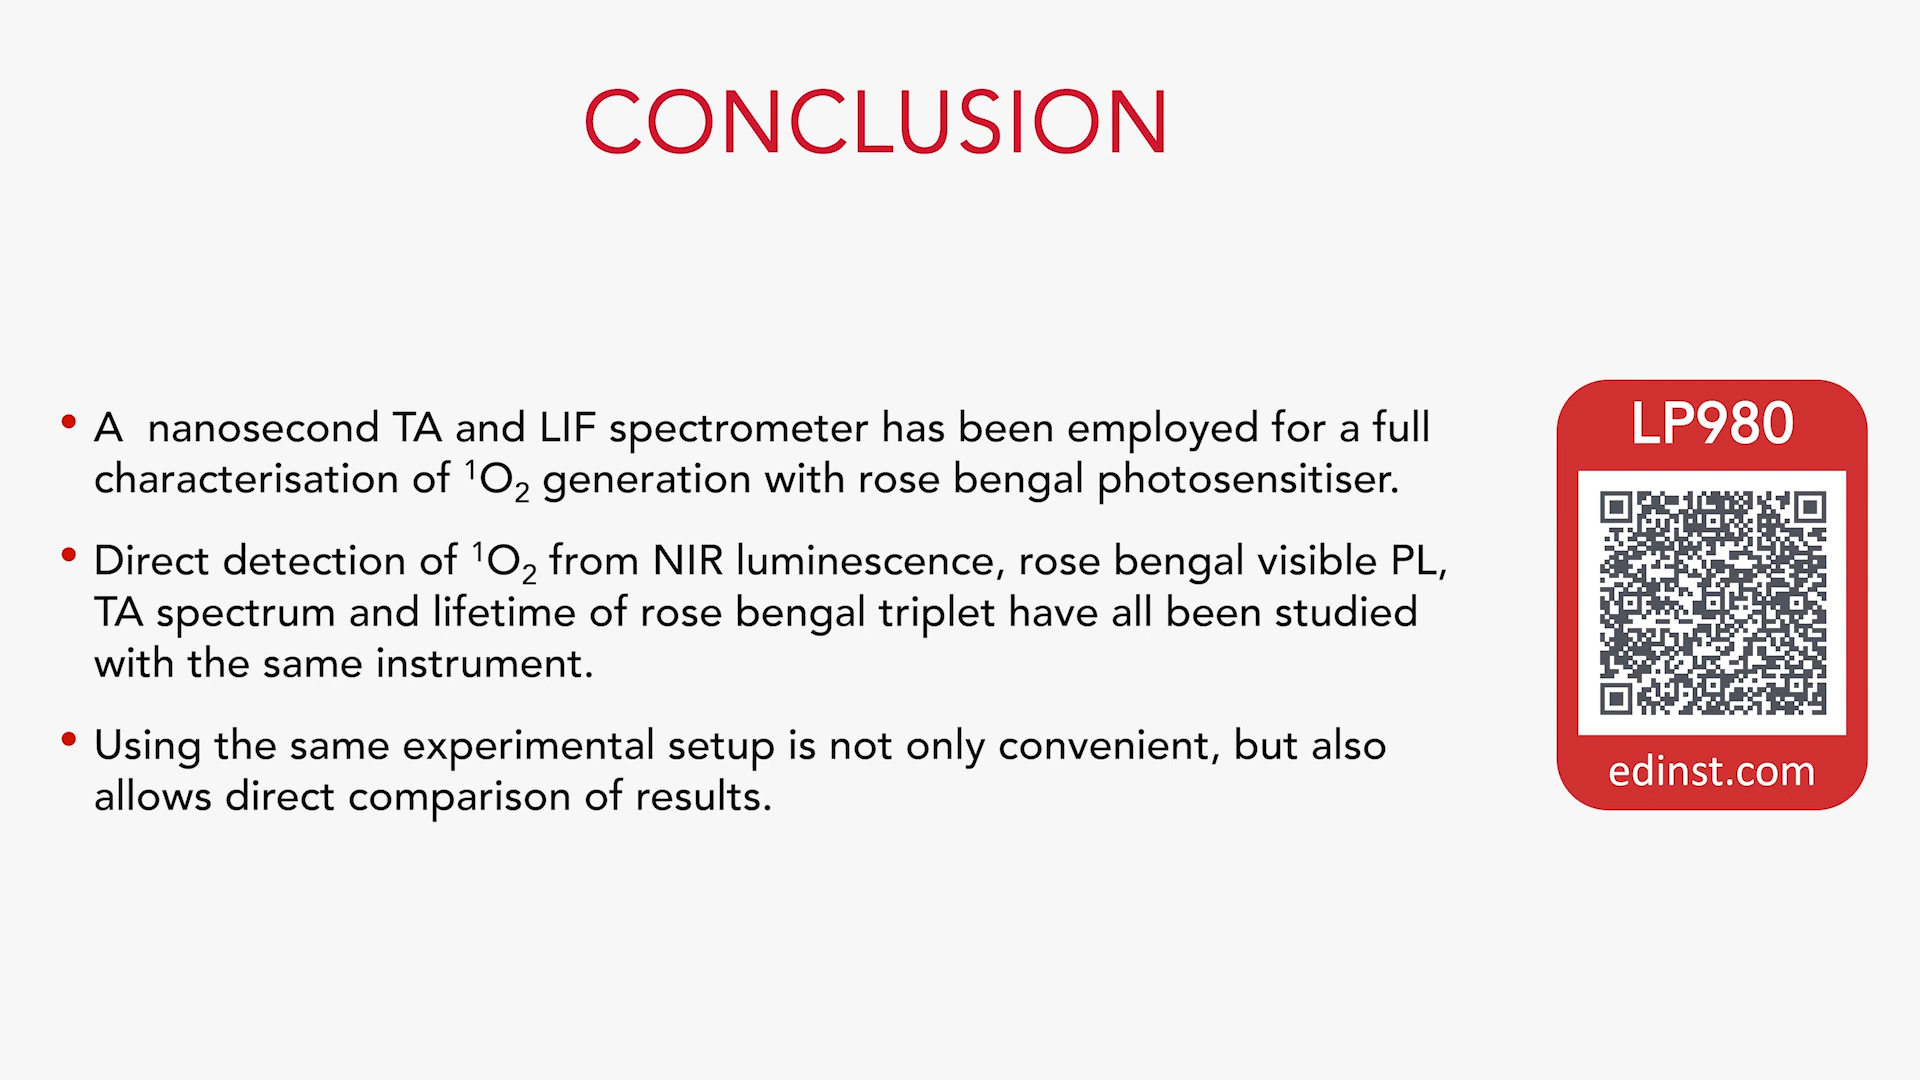 CONCLUSION
• A  nanosecond TA and LIF spectrometer has been employed for a full
characterisation of ¹O₂ generation with rose bengal photosensitiser.
• Direct detection of ¹O₂ from NIR luminescence, rose bengal visible PL,
TA spectrum and lifetime of rose bengal triplet have all been studied
with the same instrument.
• Using the same experimental setup is not only convenient, but also
allows direct comparison of results.
LP980
edinst.com